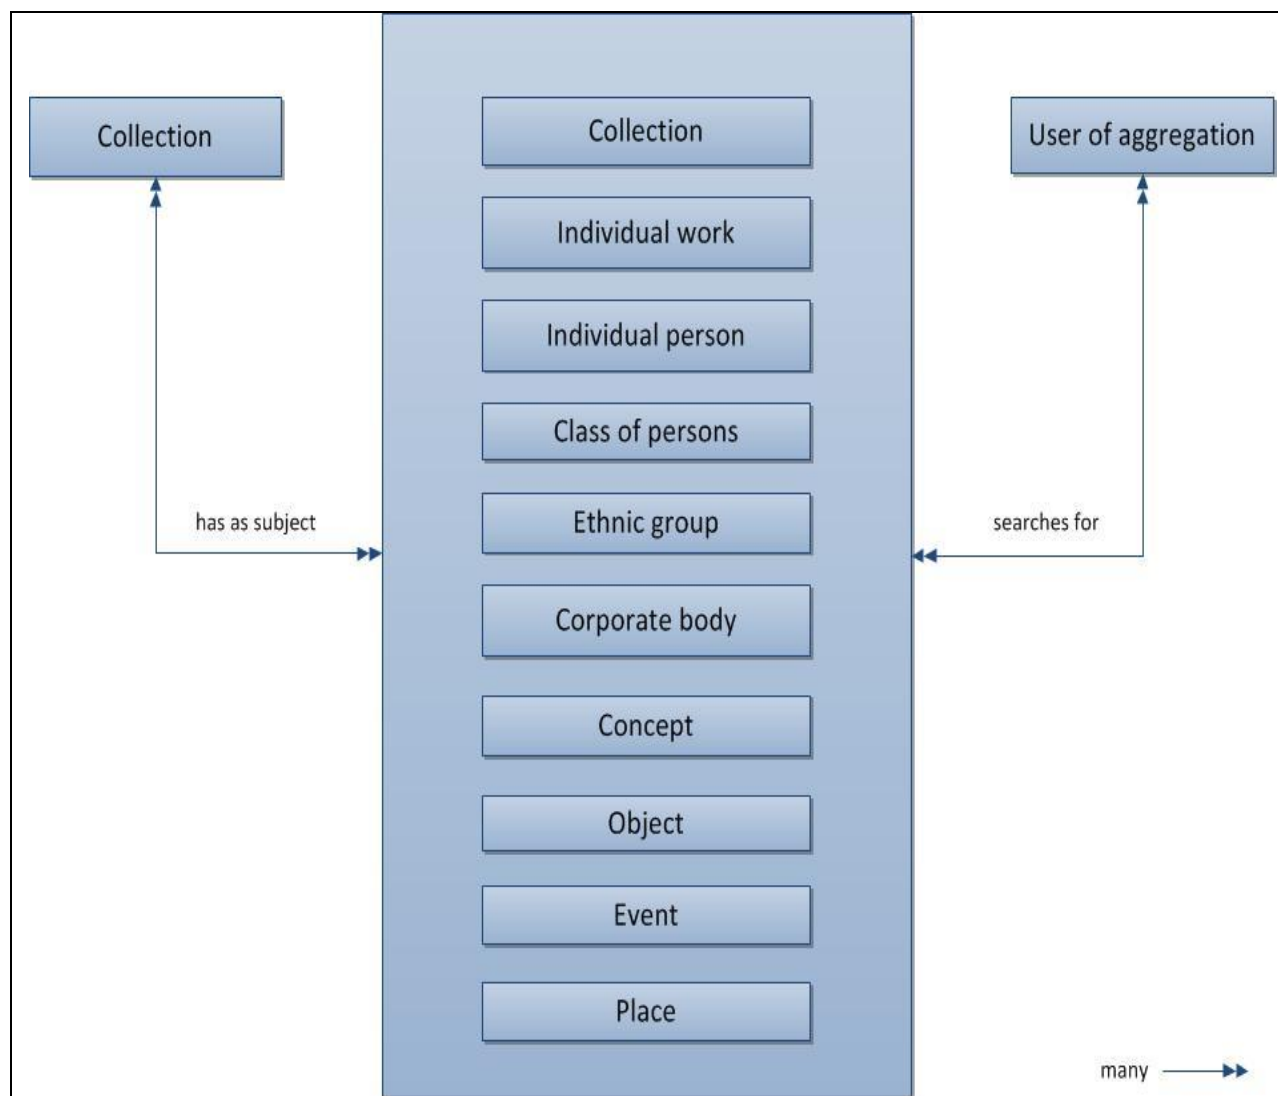 Collection
has as subject
Collection
Individual work
Individual person
Class of persons
Ethnic group
Corporate body
Concept
Object
Event
Place
User of aggregation
searches for
many